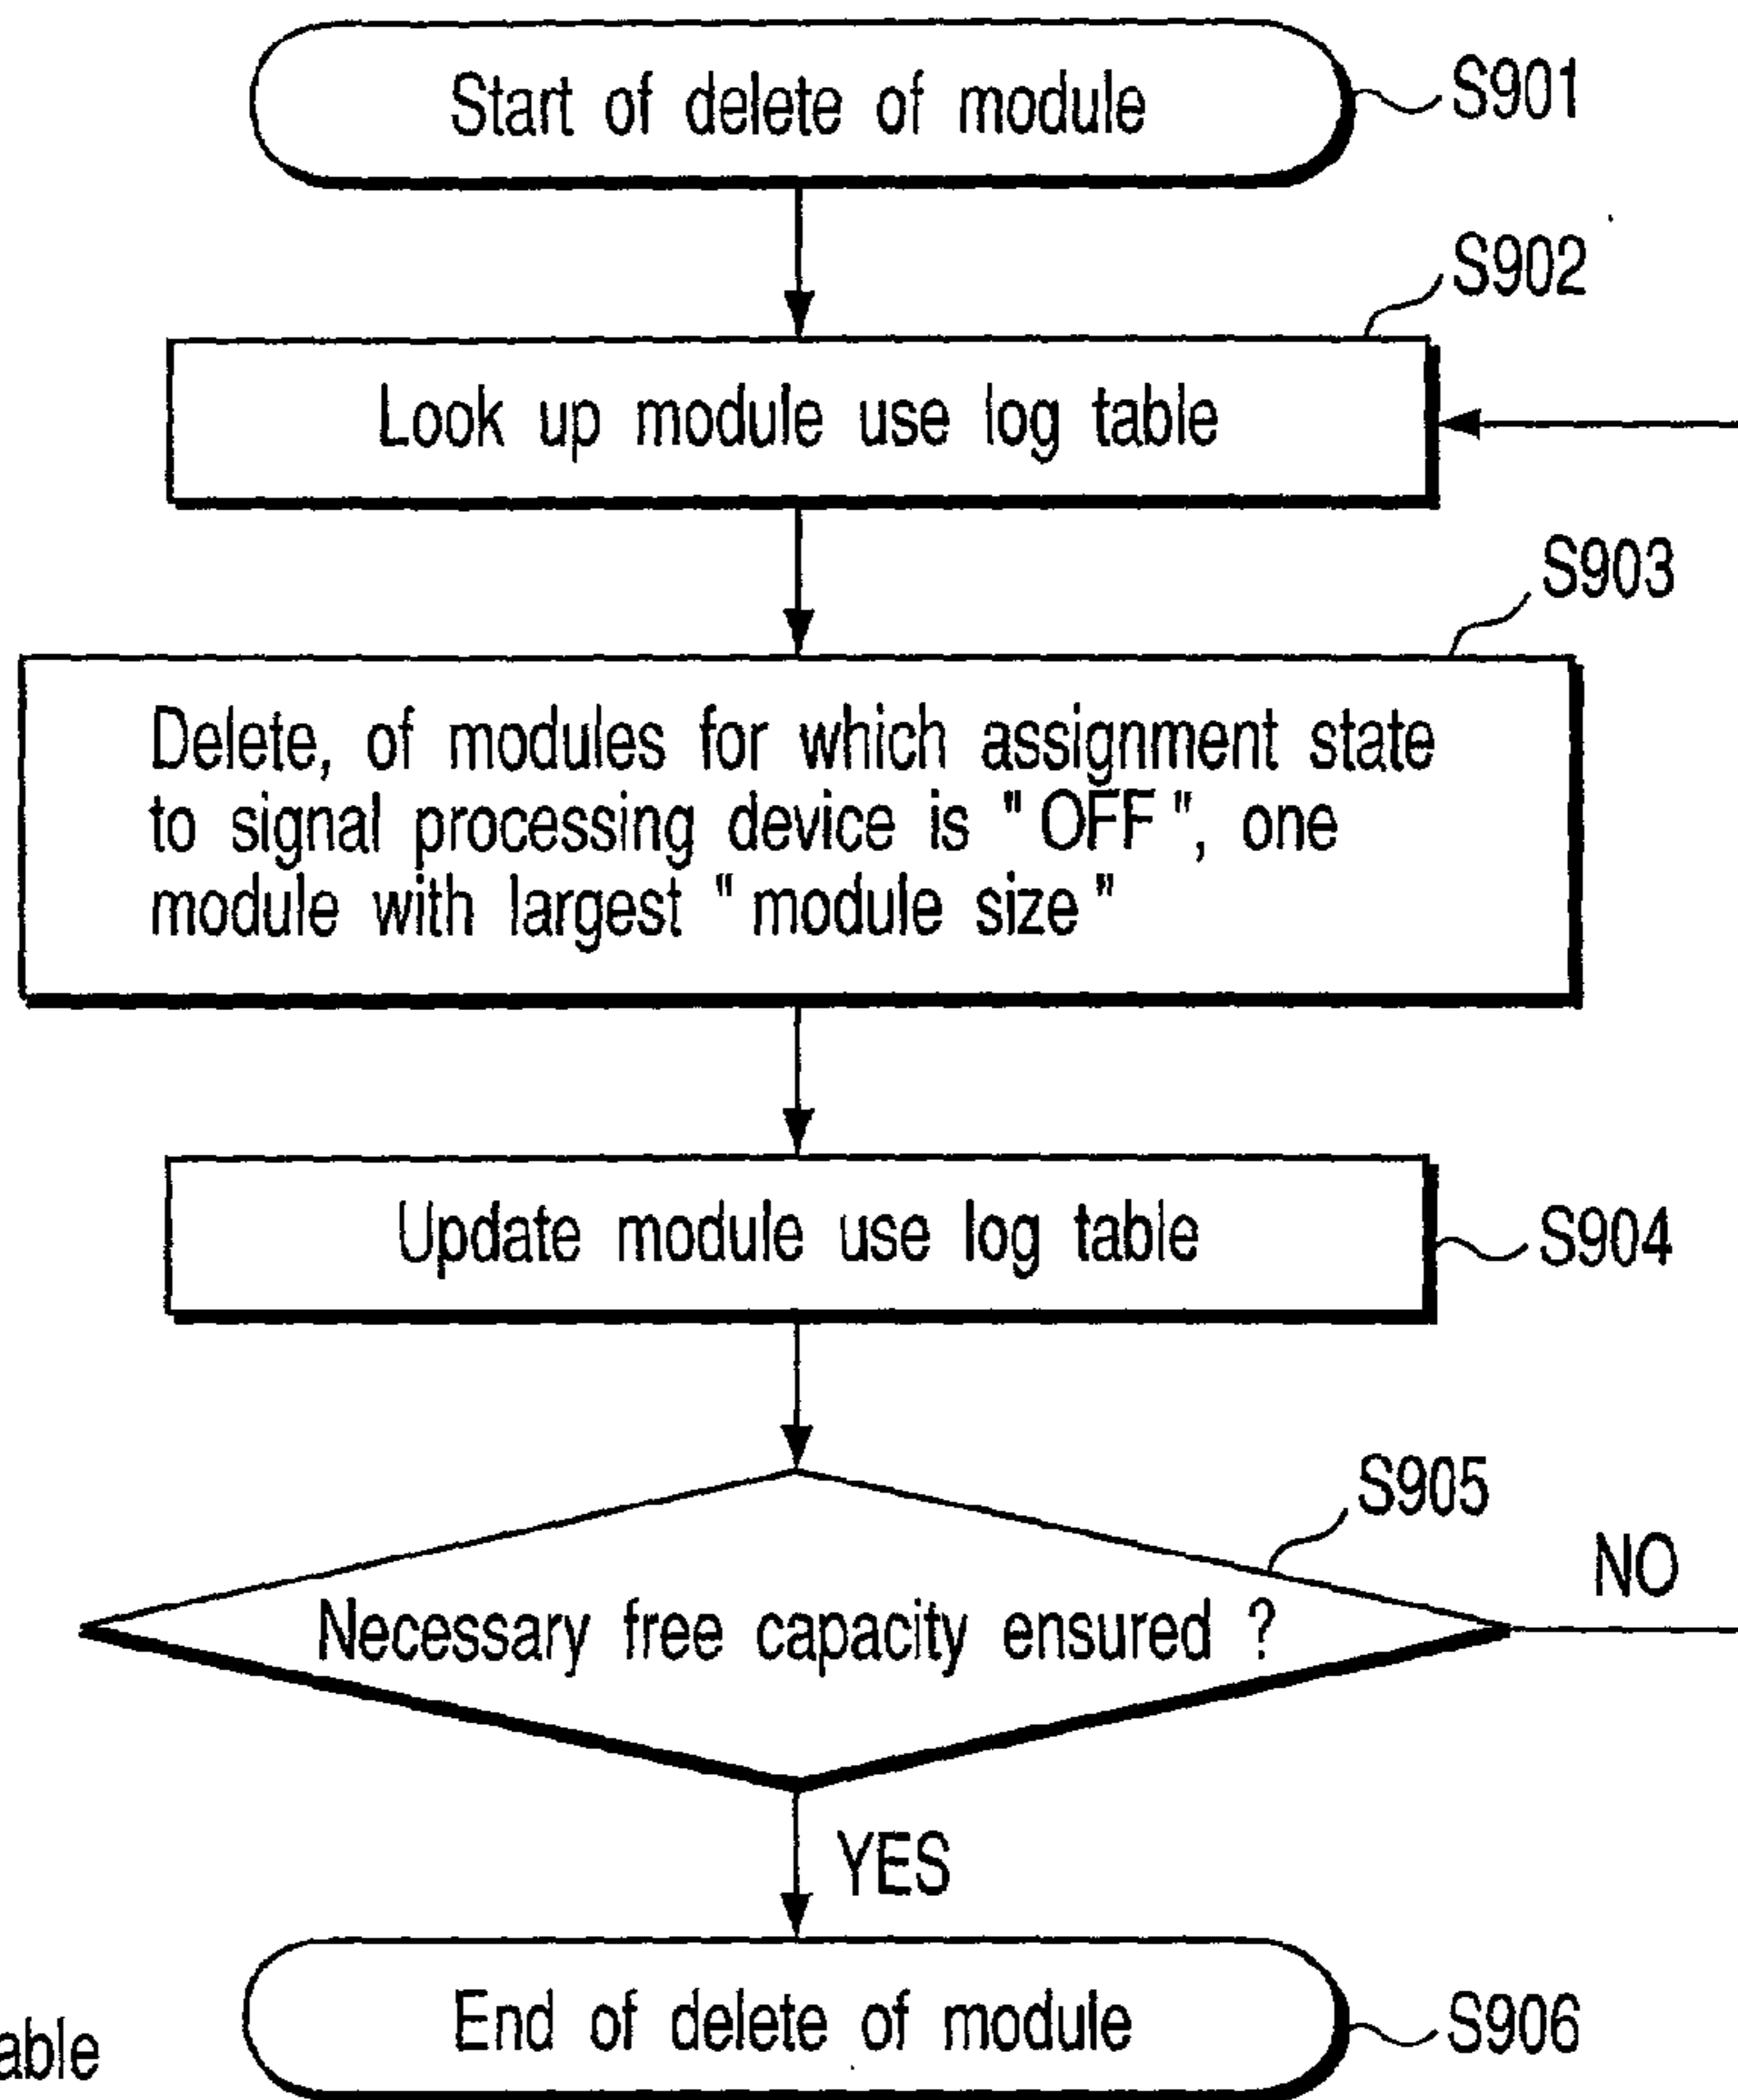 Start of delete of module
S901
S902
Look up module use log table
S903
Delete, of modules for which assignment state
to signal processing device is "OFF", one
module with largest "module size"
Update module use log table
S904
S905
NO
Necessary free capacity ensured ?
YES
End of delete of module
S906
able